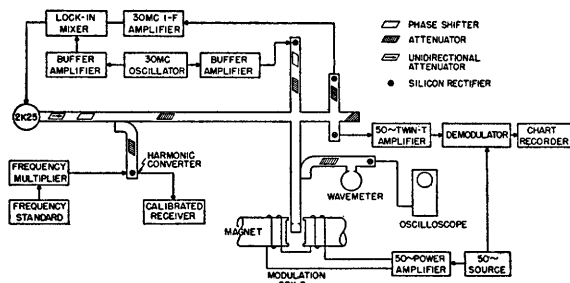 LOCK-IN
MIXER
30MC I-F
AMPLIFIER
BUFFER
AMPLIFIER
30MC
OSCILLATOR
BUFFER
AMPLIFIER
PHASE SHIFTER
ATTENUATOR
UNIDIRECTIONAL
ATTENUATOR
SILICON RECTIFIER
2K25
50~TWIN-T
AMPLIFIER
DEMODULATOR
CHART
RECORDER
HARMONIC
CONVERTER
FREQUENCY
MULTIPLIER
FREQUENCY
STANDARD
CALIBRATED
RECEIVER
WAVEMETER
OSCILLOSCOPE
MAGNET
MODULATION
50~POWER
AMPLIFIER
50~
SOURCE